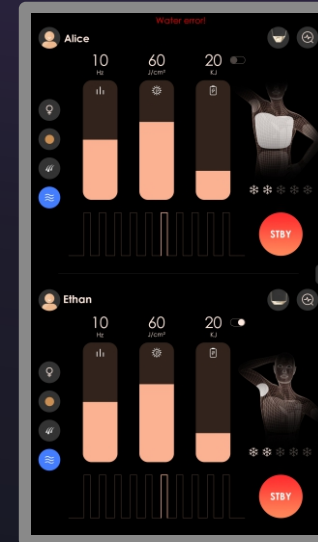 Water error!
Alice
10 60 20
Hz J/cm² KJ
STBY
Ethan
10 60 20
Hz J/cm² KJ
STBY